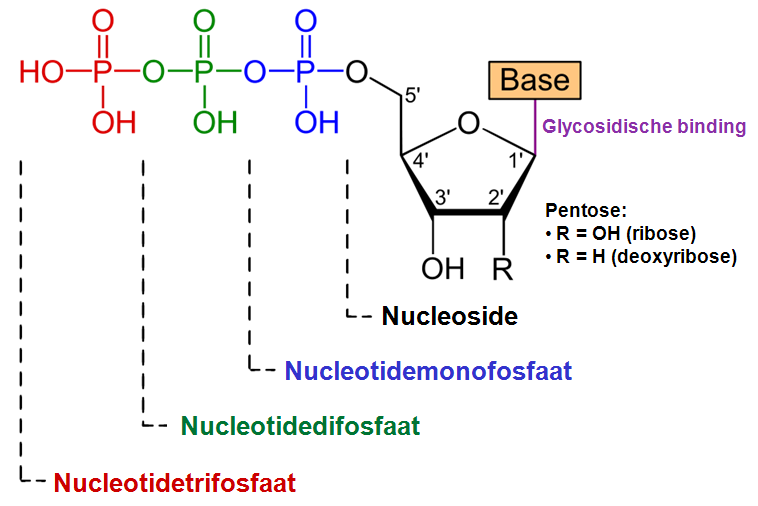 O O O
HO P O P O P O
OH OH OH
5'
Base
O
Glycosidische binding
4' 1'
3' 2'
OH R
Pentose:
• R = OH (ribose)
• R = H (deoxyribose)
Nucleoside
Nucleotidemonofosfaat
Nucleotidedifosfaat
Nucleotidetrifosfaat